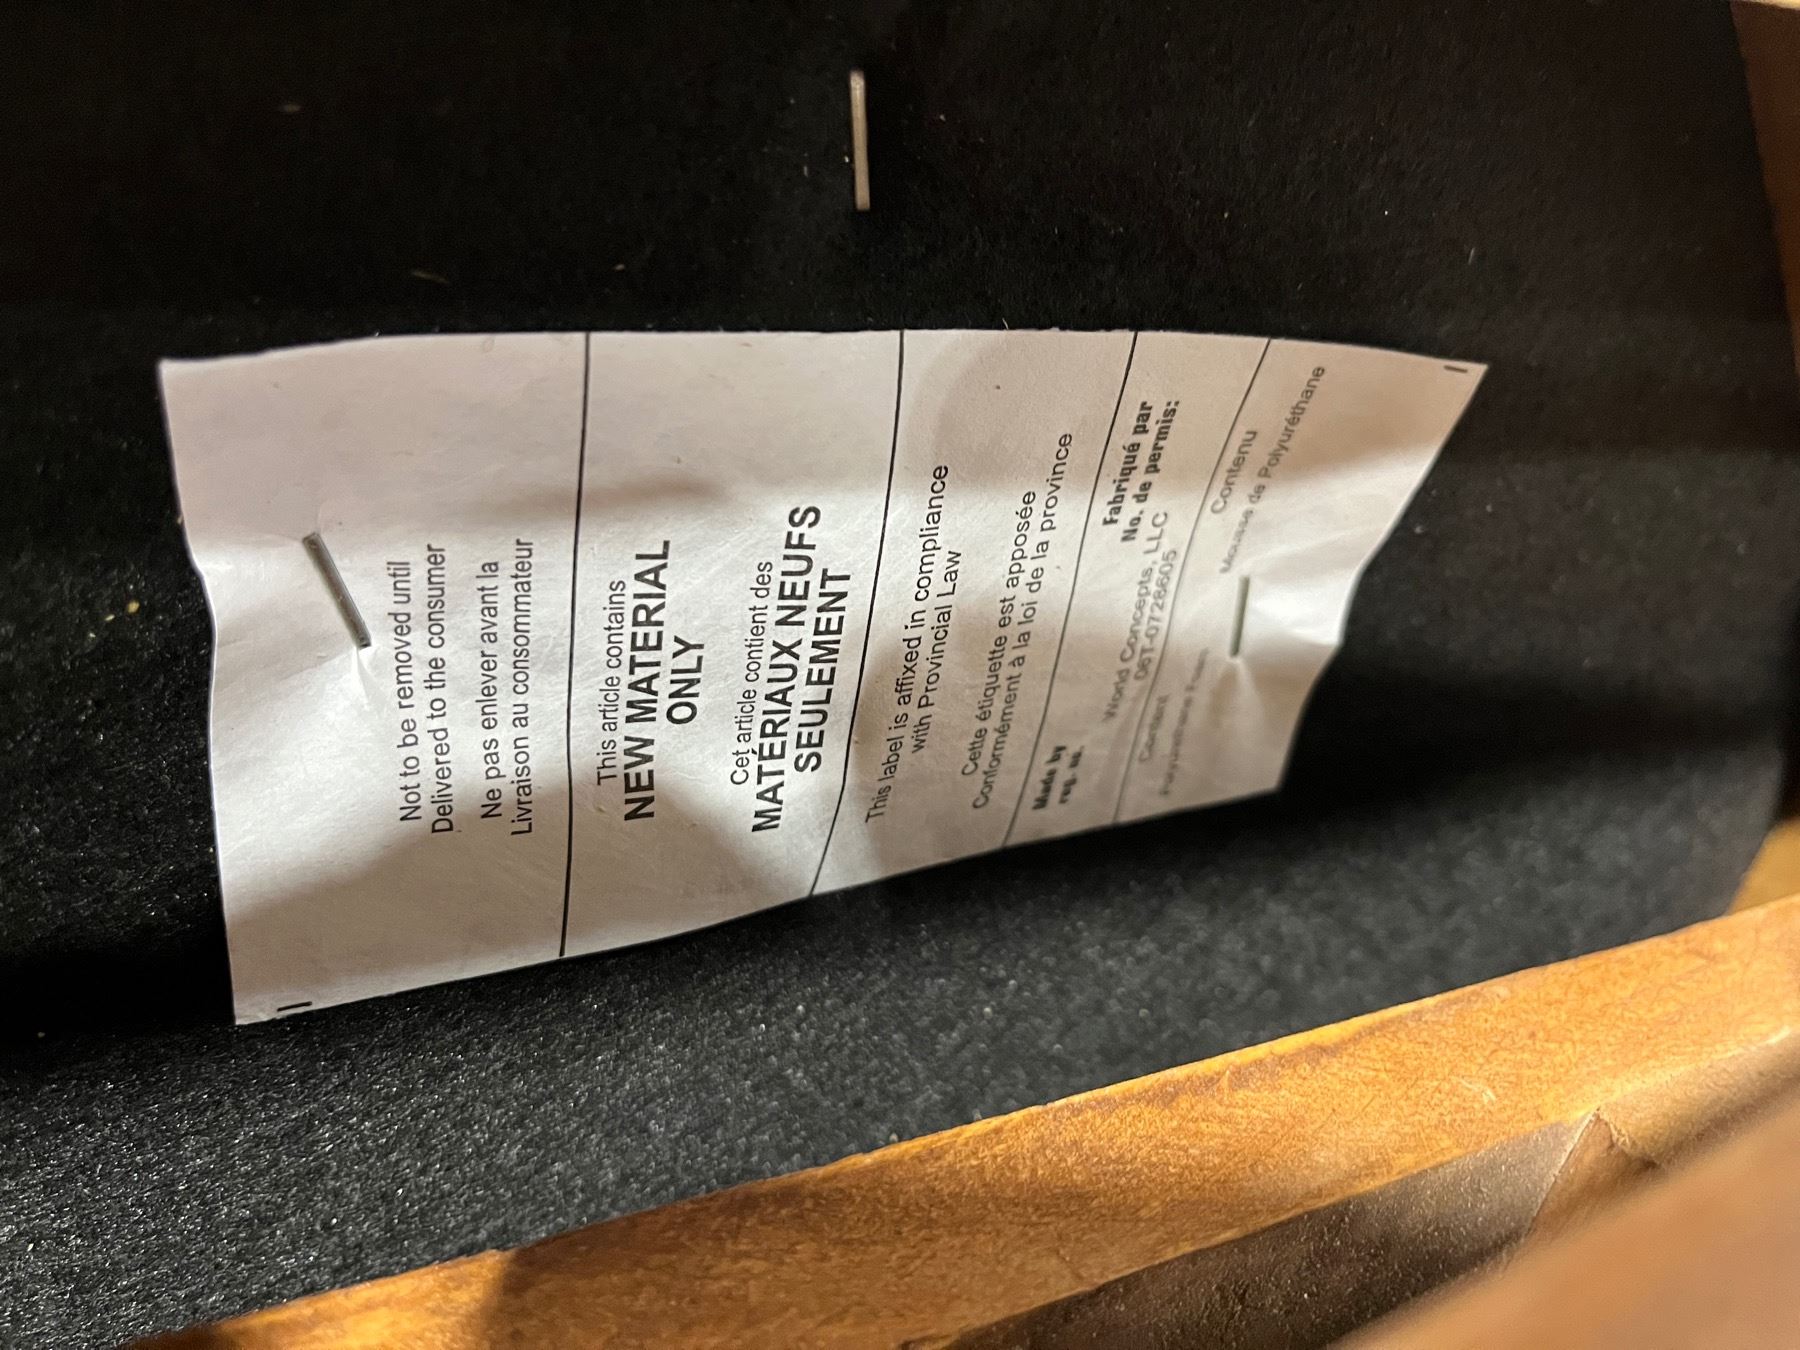 Not to be removed until
Delivered to the consumer
Ne pas enlever avant la
Livraison au consommateur
This article contains
NEW MATERIAL
ONLY
Cet article contient des
MATÉRIAUX NEUFS
SEULEMENT
This label is affixed in compliance
with Provincial Law
Cette étiquette est apposée
Conformément à la loi de la province
Made by Fabriqué par
reg. no. No. de permis:
World Concepts, LLC
06T-0728605
Content Contenu
Polyurethane Foam Mousse de Polyuréthane